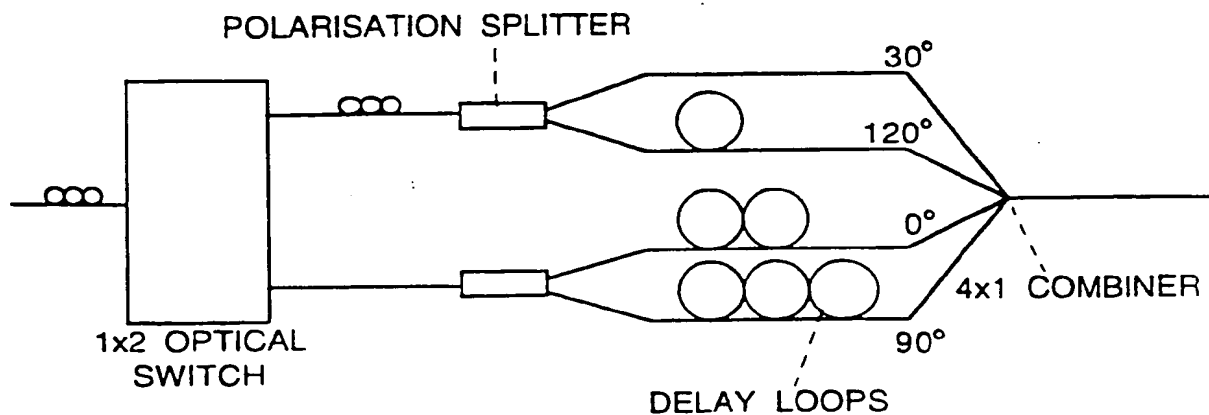 POLARISATION SPLITTER
30°
120°
0°
4x1 COMBINER
90°
1x2 OPTICAL
SWITCH
DELAY LOOPS